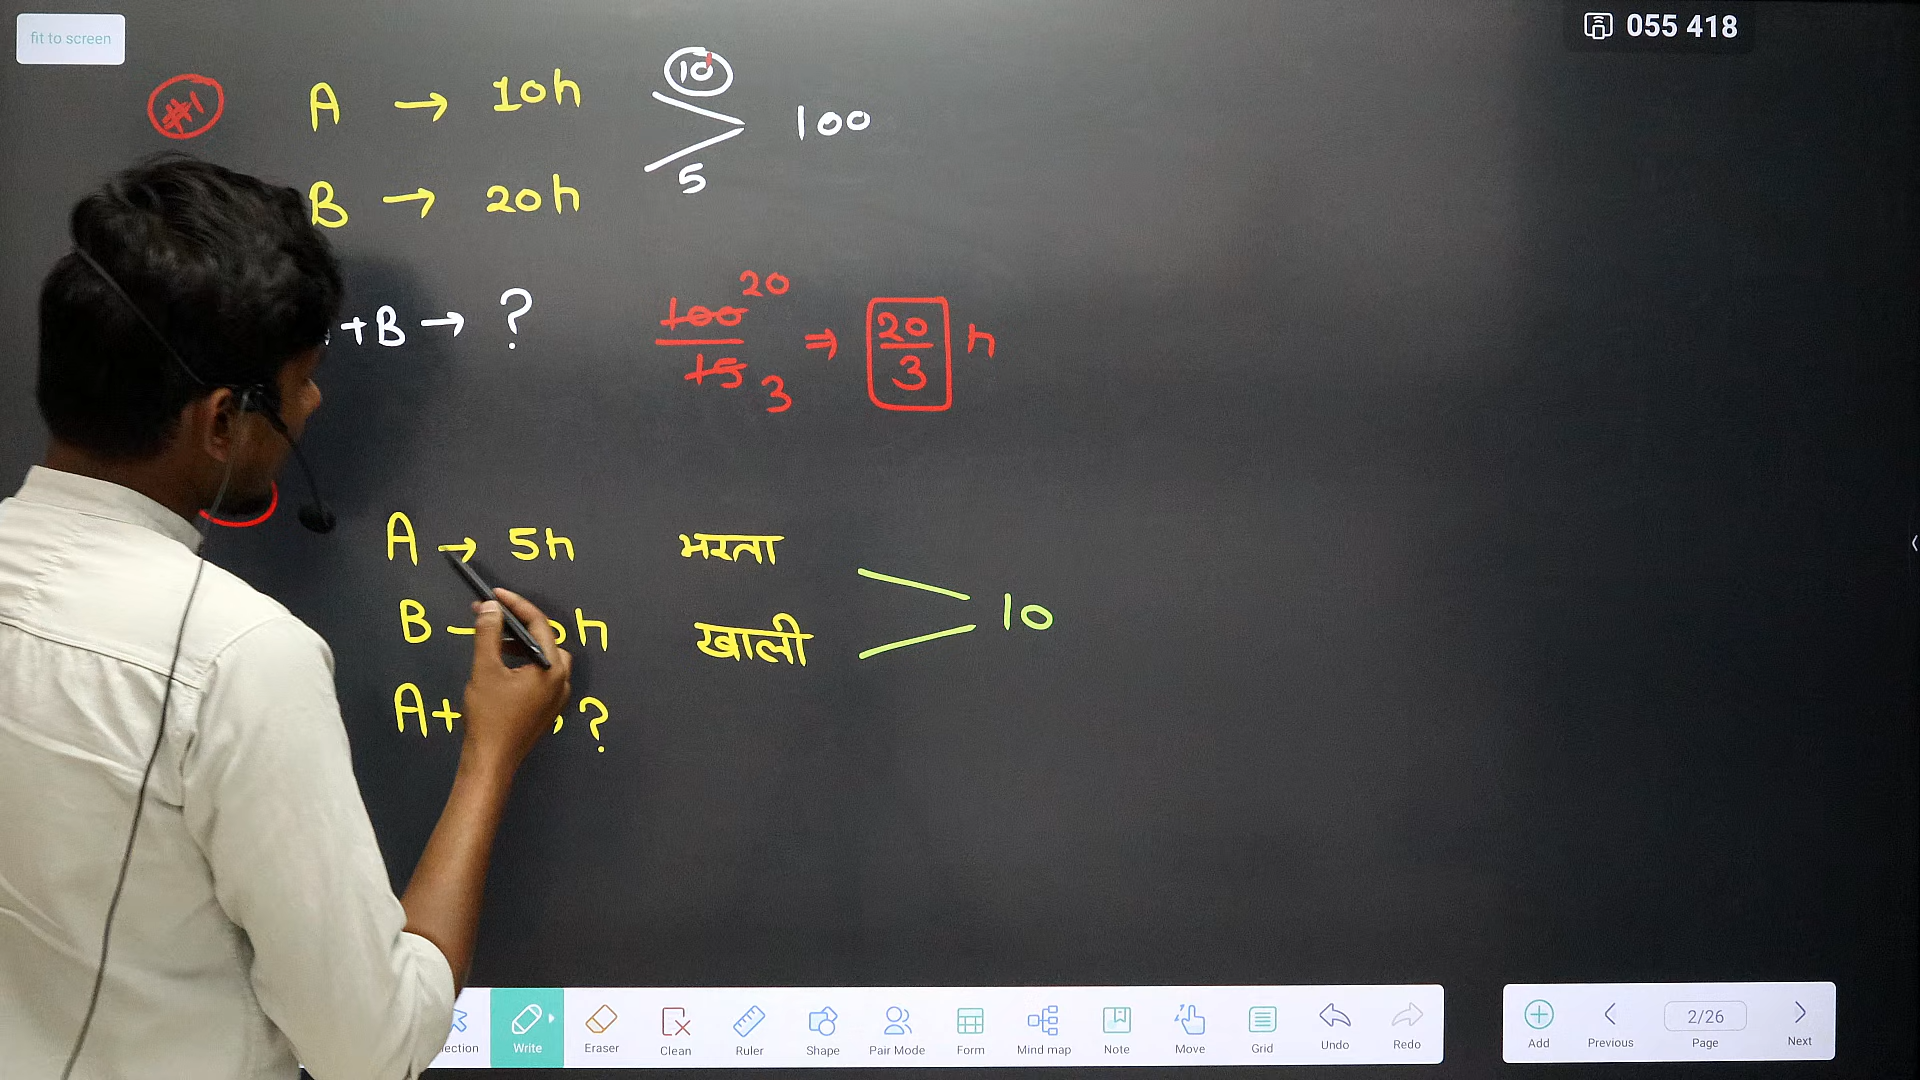 fit to screen
055 418
#1
A → 10h
10
100
B → 20h
5
+B → ?
100 20
15 3
⇒ 20/3 h
A → 5h भरता
B → h खाली
10
A+ ?
Write
Eraser
Clean
Ruler
Shape
Pair Mode
Form
Mind map
Note
Move
Grid
Undo
Redo
Add
Previous
2/26
Page
Next